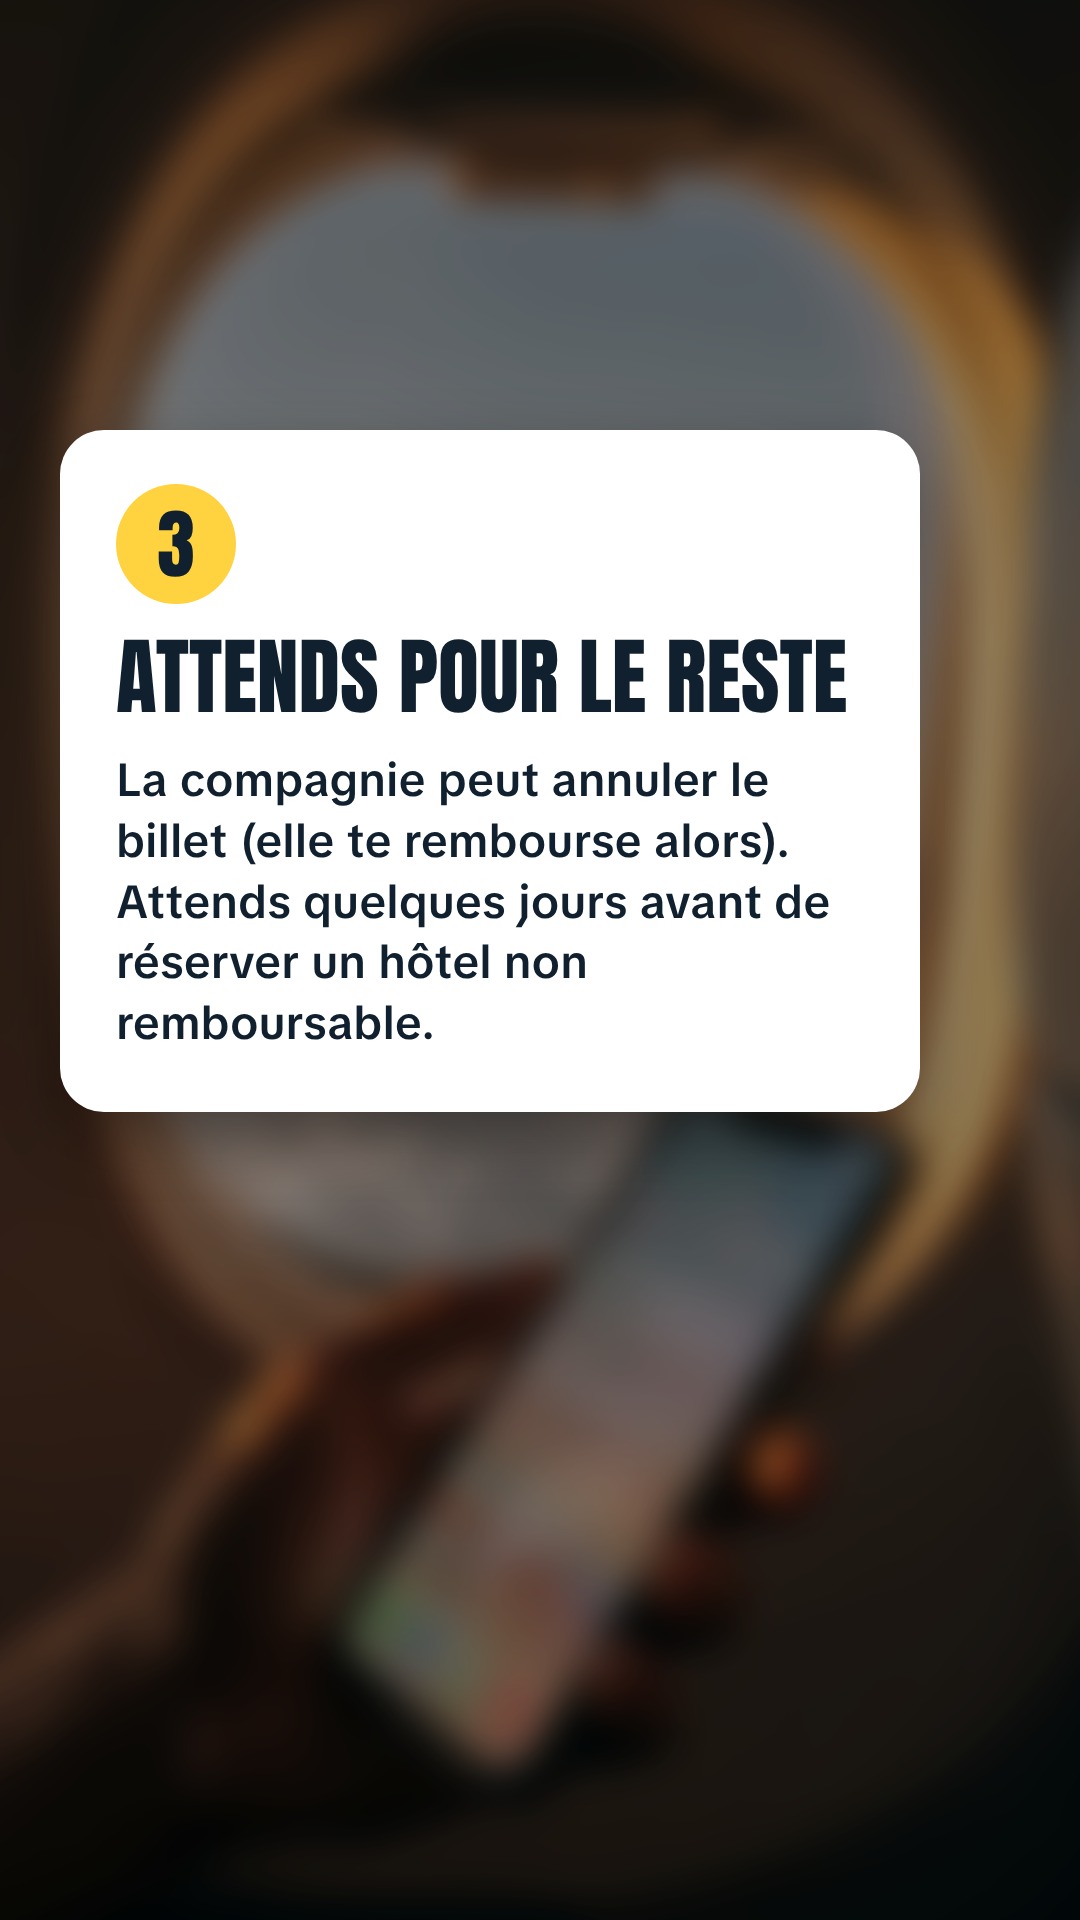 3
ATTENDS POUR LE RESTE
La compagnie peut annuler le
billet (elle te rembourse alors).
Attends quelques jours avant de
réserver un hôtel non
remboursable.